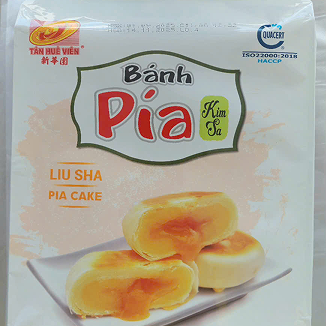 TÂN HUÊ VIÊN
新華園
QUACERT
ISO22000:2018
HACCP
Bánh
Pía
Kim
Sa
LIU SHA
PIA CAKE